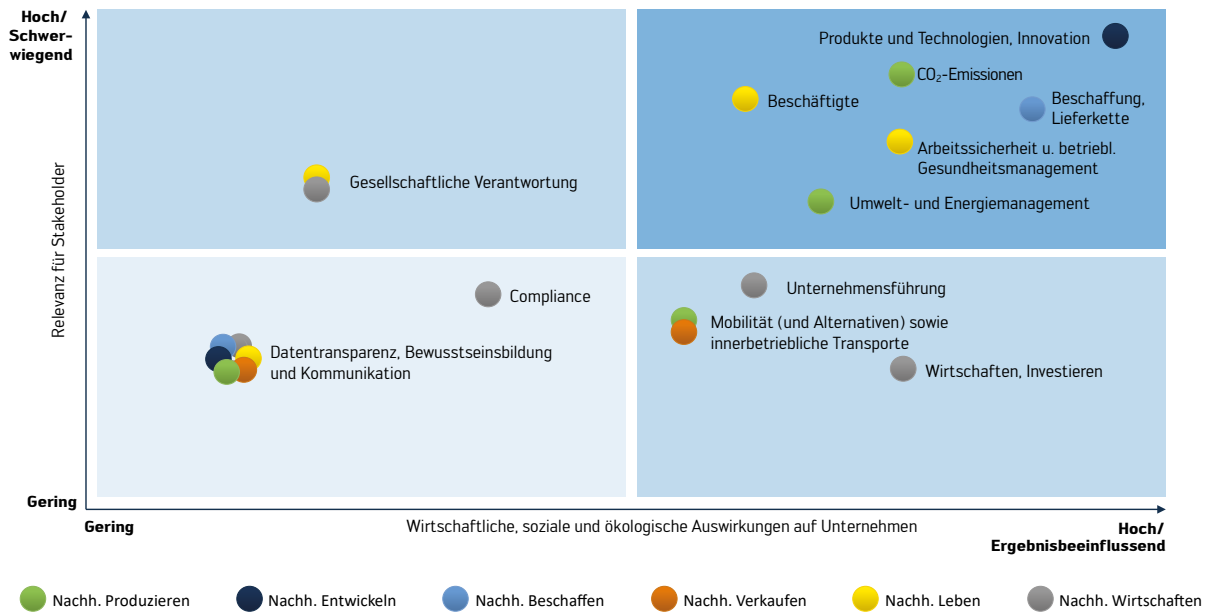 Hoch/
Schwer-
wiegend
Relevanz für Stakeholder
Produkte und Technologien, Innovation
CO₂-Emissionen
Beschäftigte
Beschaffung,
Lieferkette
Arbeitssicherheit u. betriebl.
Gesundheitsmanagement
Gesellschaftliche Verantwortung
Umwelt- und Energiemanagement
Compliance
Unternehmensführung
Mobilität (und Alternativen) sowie
innerbetriebliche Transporte
Datentransparenz, Bewusstseinsbildung
und Kommunikation
Wirtschaften, Investieren
Gering
Gering
Wirtschaftliche, soziale und ökologische Auswirkungen auf Unternehmen
Hoch/
Ergebnisbeeinflussend
Nachh. Produzieren
Nachh. Entwickeln
Nachh. Beschaffen
Nachh. Verkaufen
Nachh. Leben
Nachh. Wirtschaften